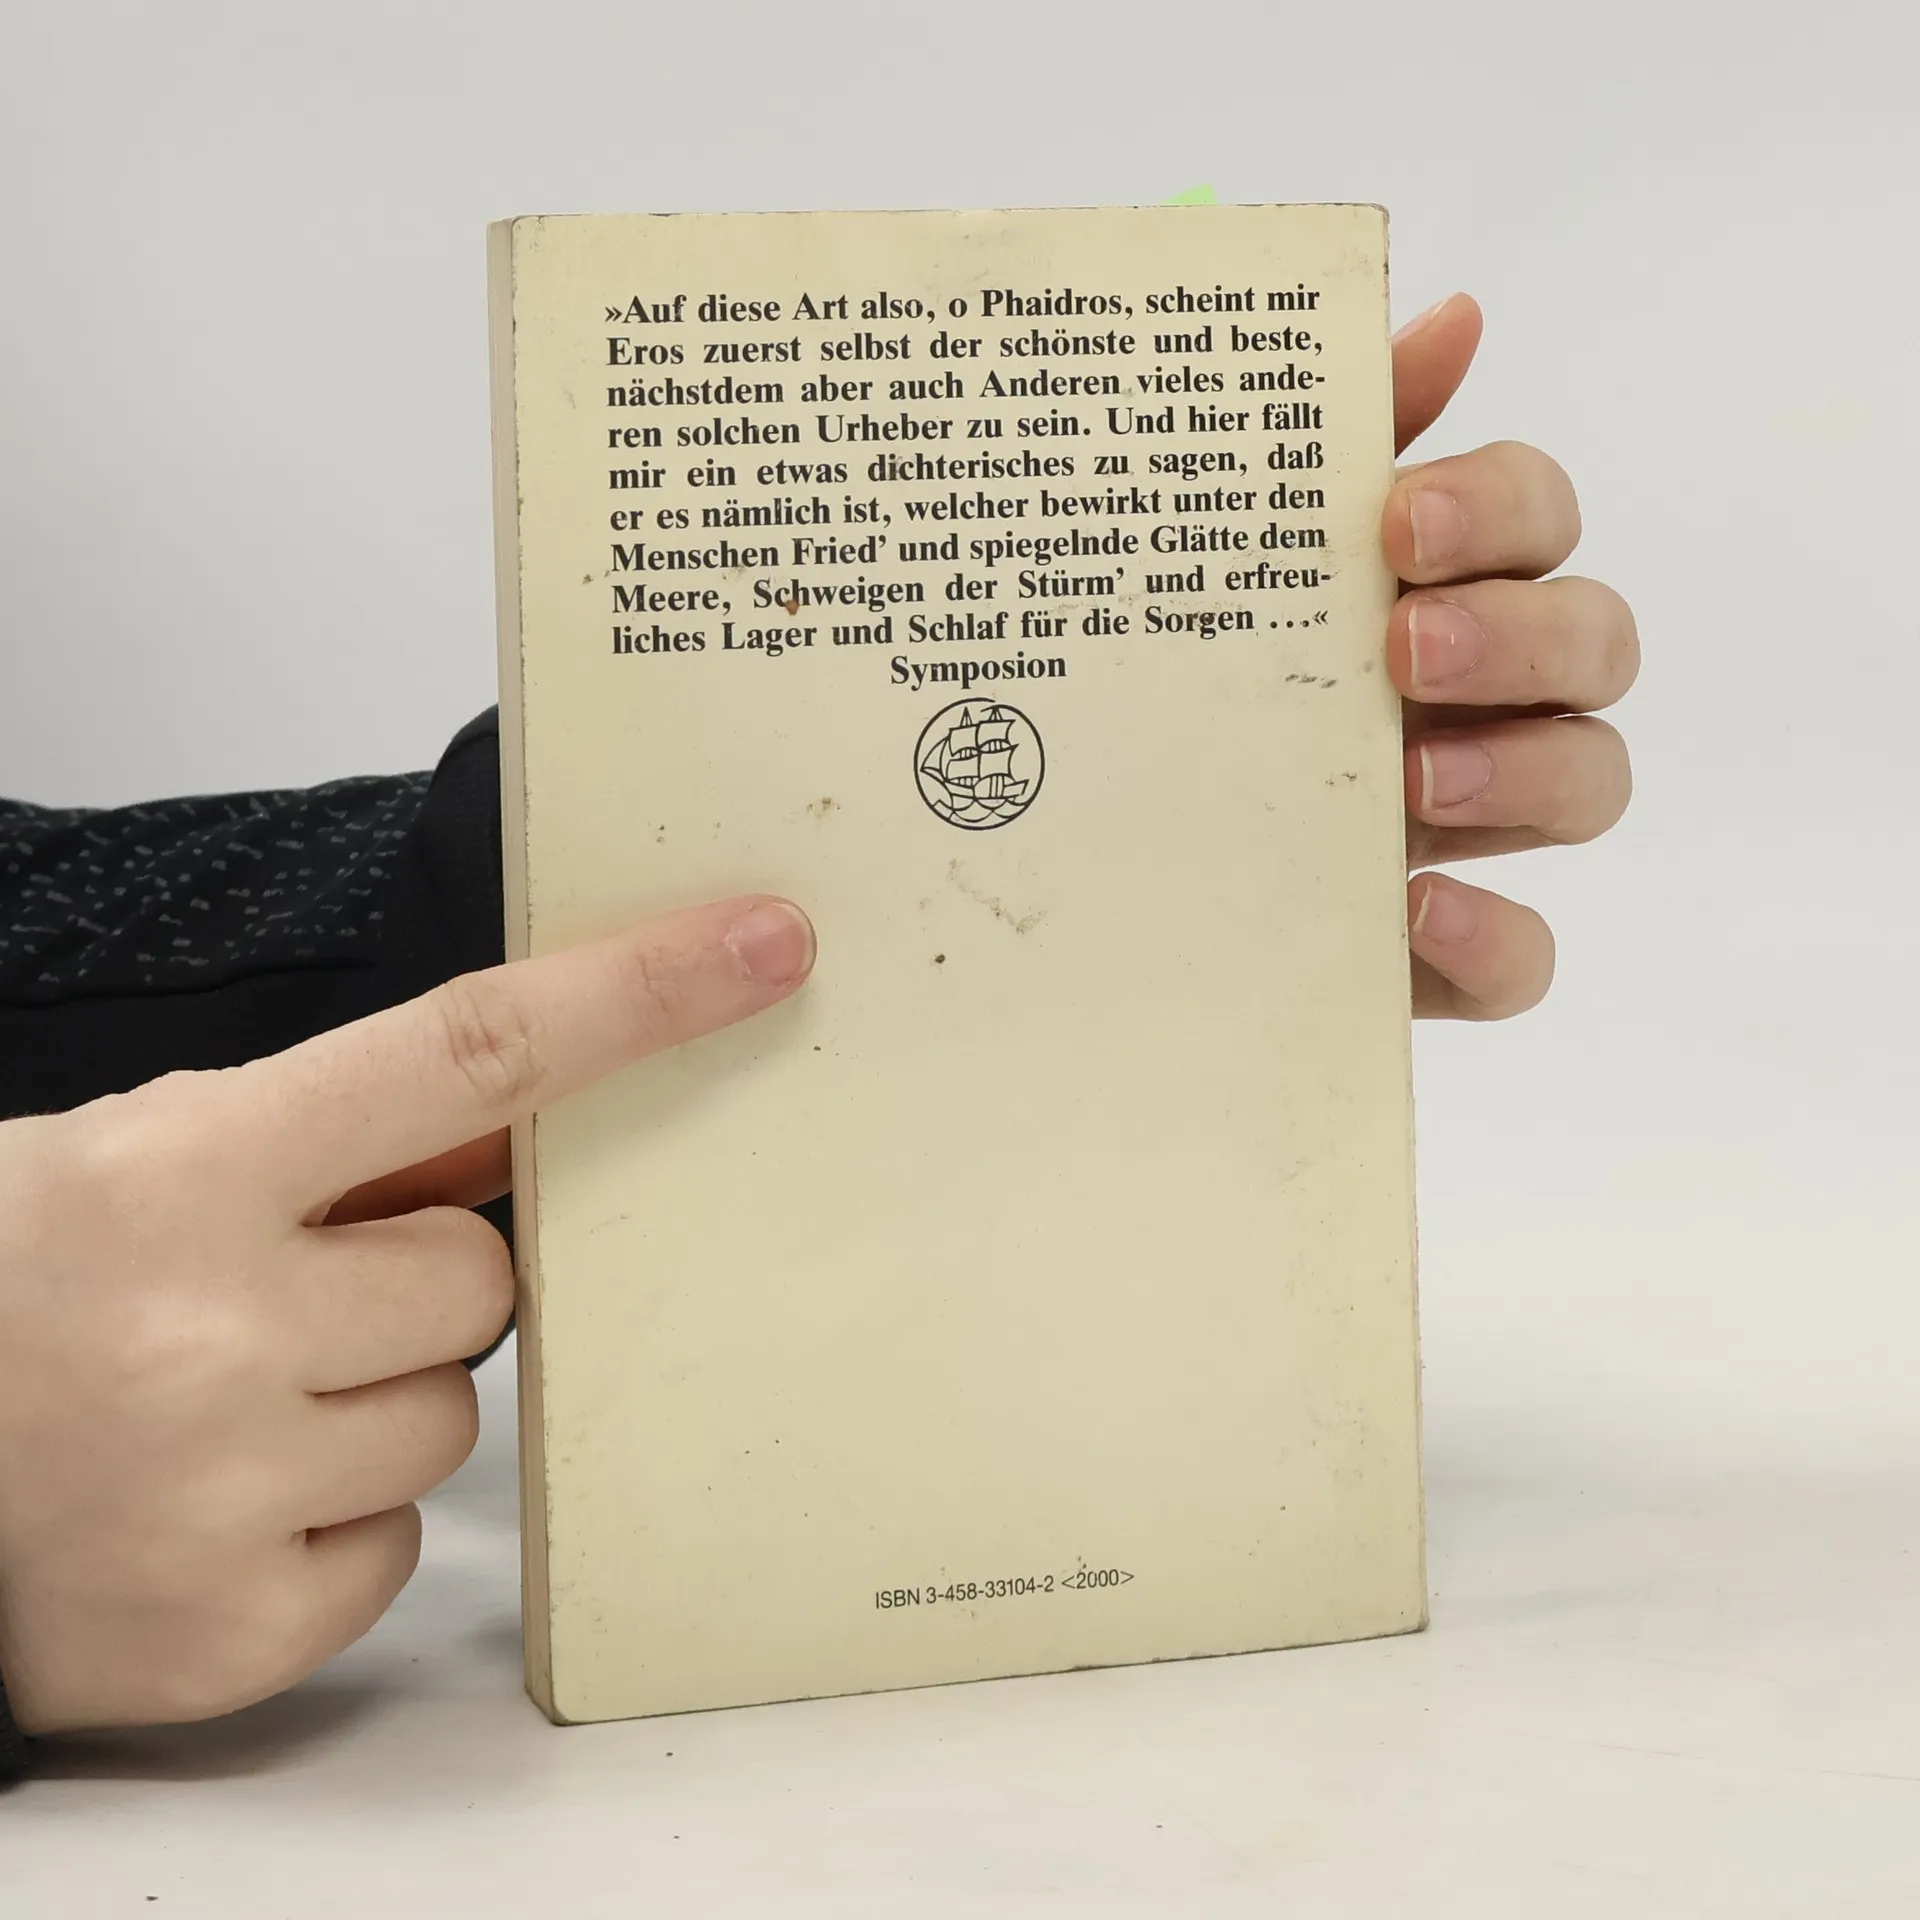 »Auf diese Art also, o Phaidros, scheint mir
Eros zuerst selbst der schönste und beste,
nächstdem aber auch Anderen vieles ande-
ren solchen Urheber zu sein. Und hier fällt
mir ein etwas dichterisches zu sagen, daß
er es nämlich ist, welcher bewirkt unter den
Menschen Fried’ und spiegelnde Glätte dem
Meere, Schweigen der Stürm’ und erfreu-
liches Lager und Schlaf für die Sorgen ...«
Symposion
ISBN 3-458-33104-2 <2000>